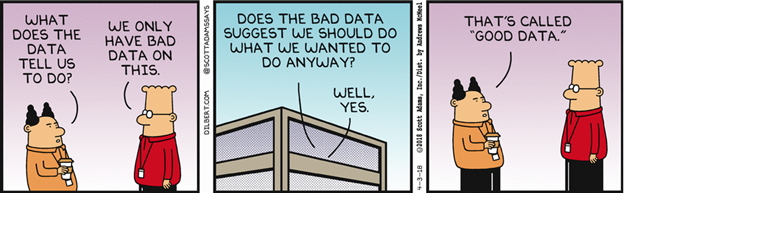 WHAT
DOES THE
DATA
TELL US
TO DO?
WE ONLY
HAVE BAD
DATA ON
THIS.
DILBERT.COM @SCOTTADAMSSAYS
DOES THE BAD DATA
SUGGEST WE SHOULD DO
WHAT WE WANTED TO
DO ANYWAY?
WELL,
YES.
4-3-18 ©2018 Scott Adams, Inc./Dist. by Andrews McMeel
THAT'S CALLED
"GOOD DATA."